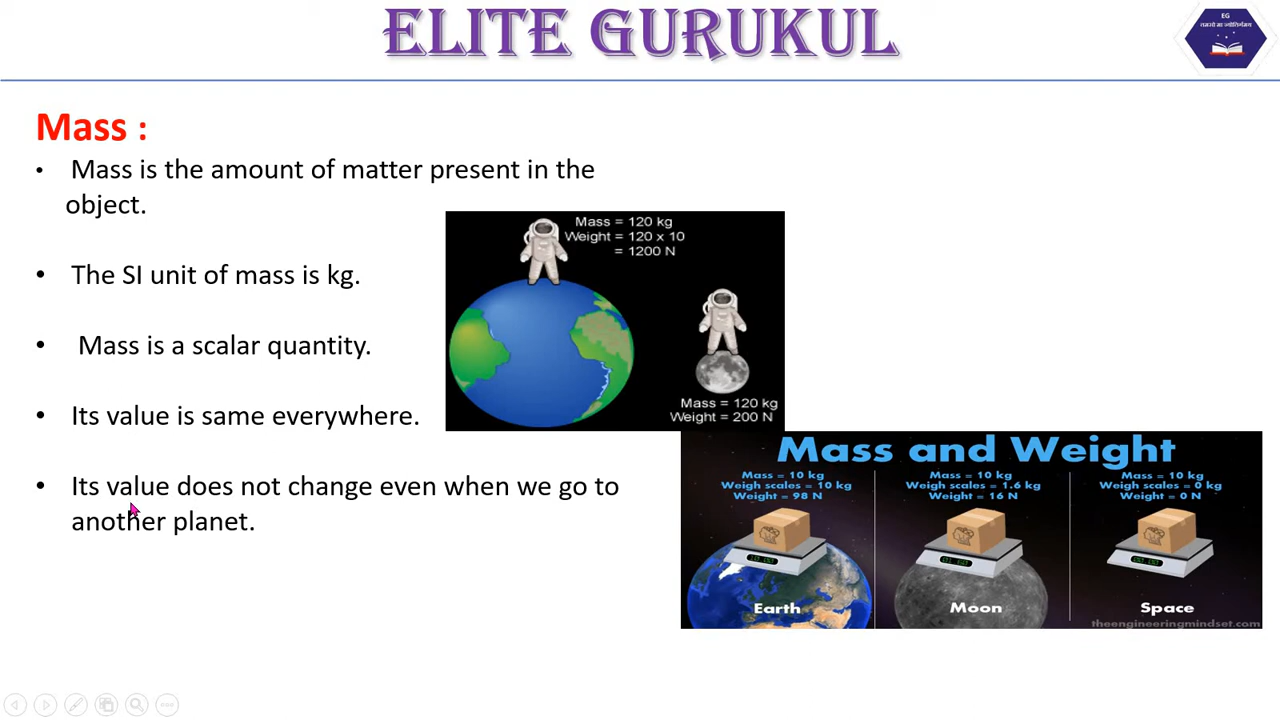 ELITE GURUKUL
EG
तमसो मा ज्योतिर्गमय
Mass :
• Mass is the amount of matter present in the
object.
• The SI unit of mass is kg.
• Mass is a scalar quantity.
• Its value is same everywhere.
• Its value does not change even when we go to
another planet.
Mass = 120 kg
Weight = 120 x 10
= 1200 N
Mass = 120 kg
Weight = 200 N
Mass and Weight
Mass = 10 kg
Weigh scales = 10 kg
Weight = 98 N
Earth
Mass = 10 kg
Weigh scales = 1.6 kg
Weight = 16 N
Moon
Mass = 10 kg
Weigh scales = 0 kg
Weight = 0 N
Space
theengineeringmindset.com